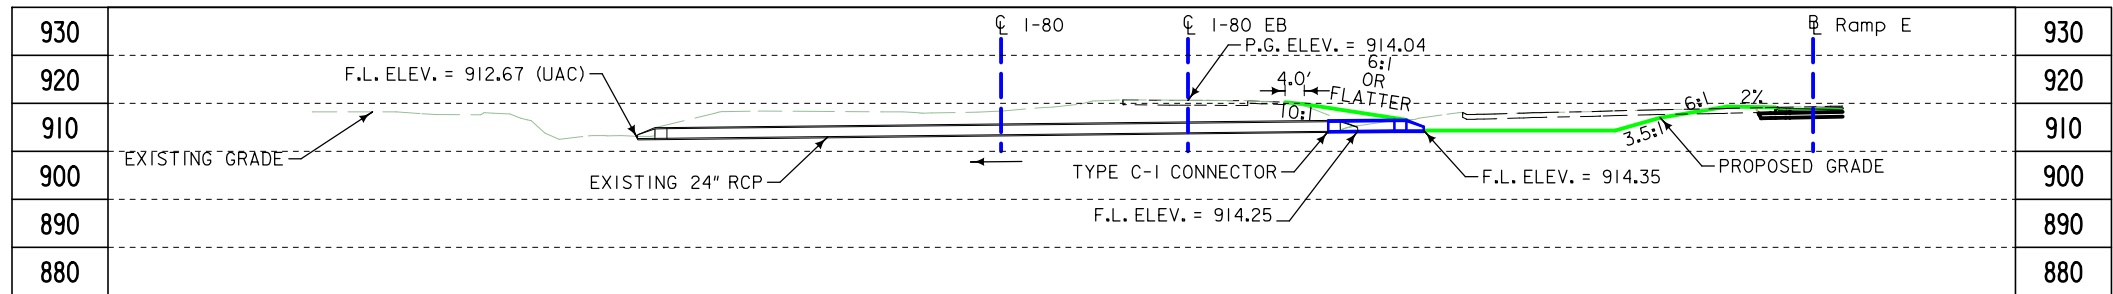 930 ℄ I-80 ℄ I-80 EB ℄ Ramp E 930
P.G. ELEV. = 914.04
F.L. ELEV. = 912.67 (UAC)
920 4.0' 6:1 OR FLATTER 920
10:1 6:1 2%
910 3.5:1 910
EXISTING GRADE
EXISTING 24" RCP
TYPE C-1 CONNECTOR
F.L. ELEV. = 914.35
PROPOSED GRADE
900 900
F.L. ELEV. = 914.25
890 890
880 880